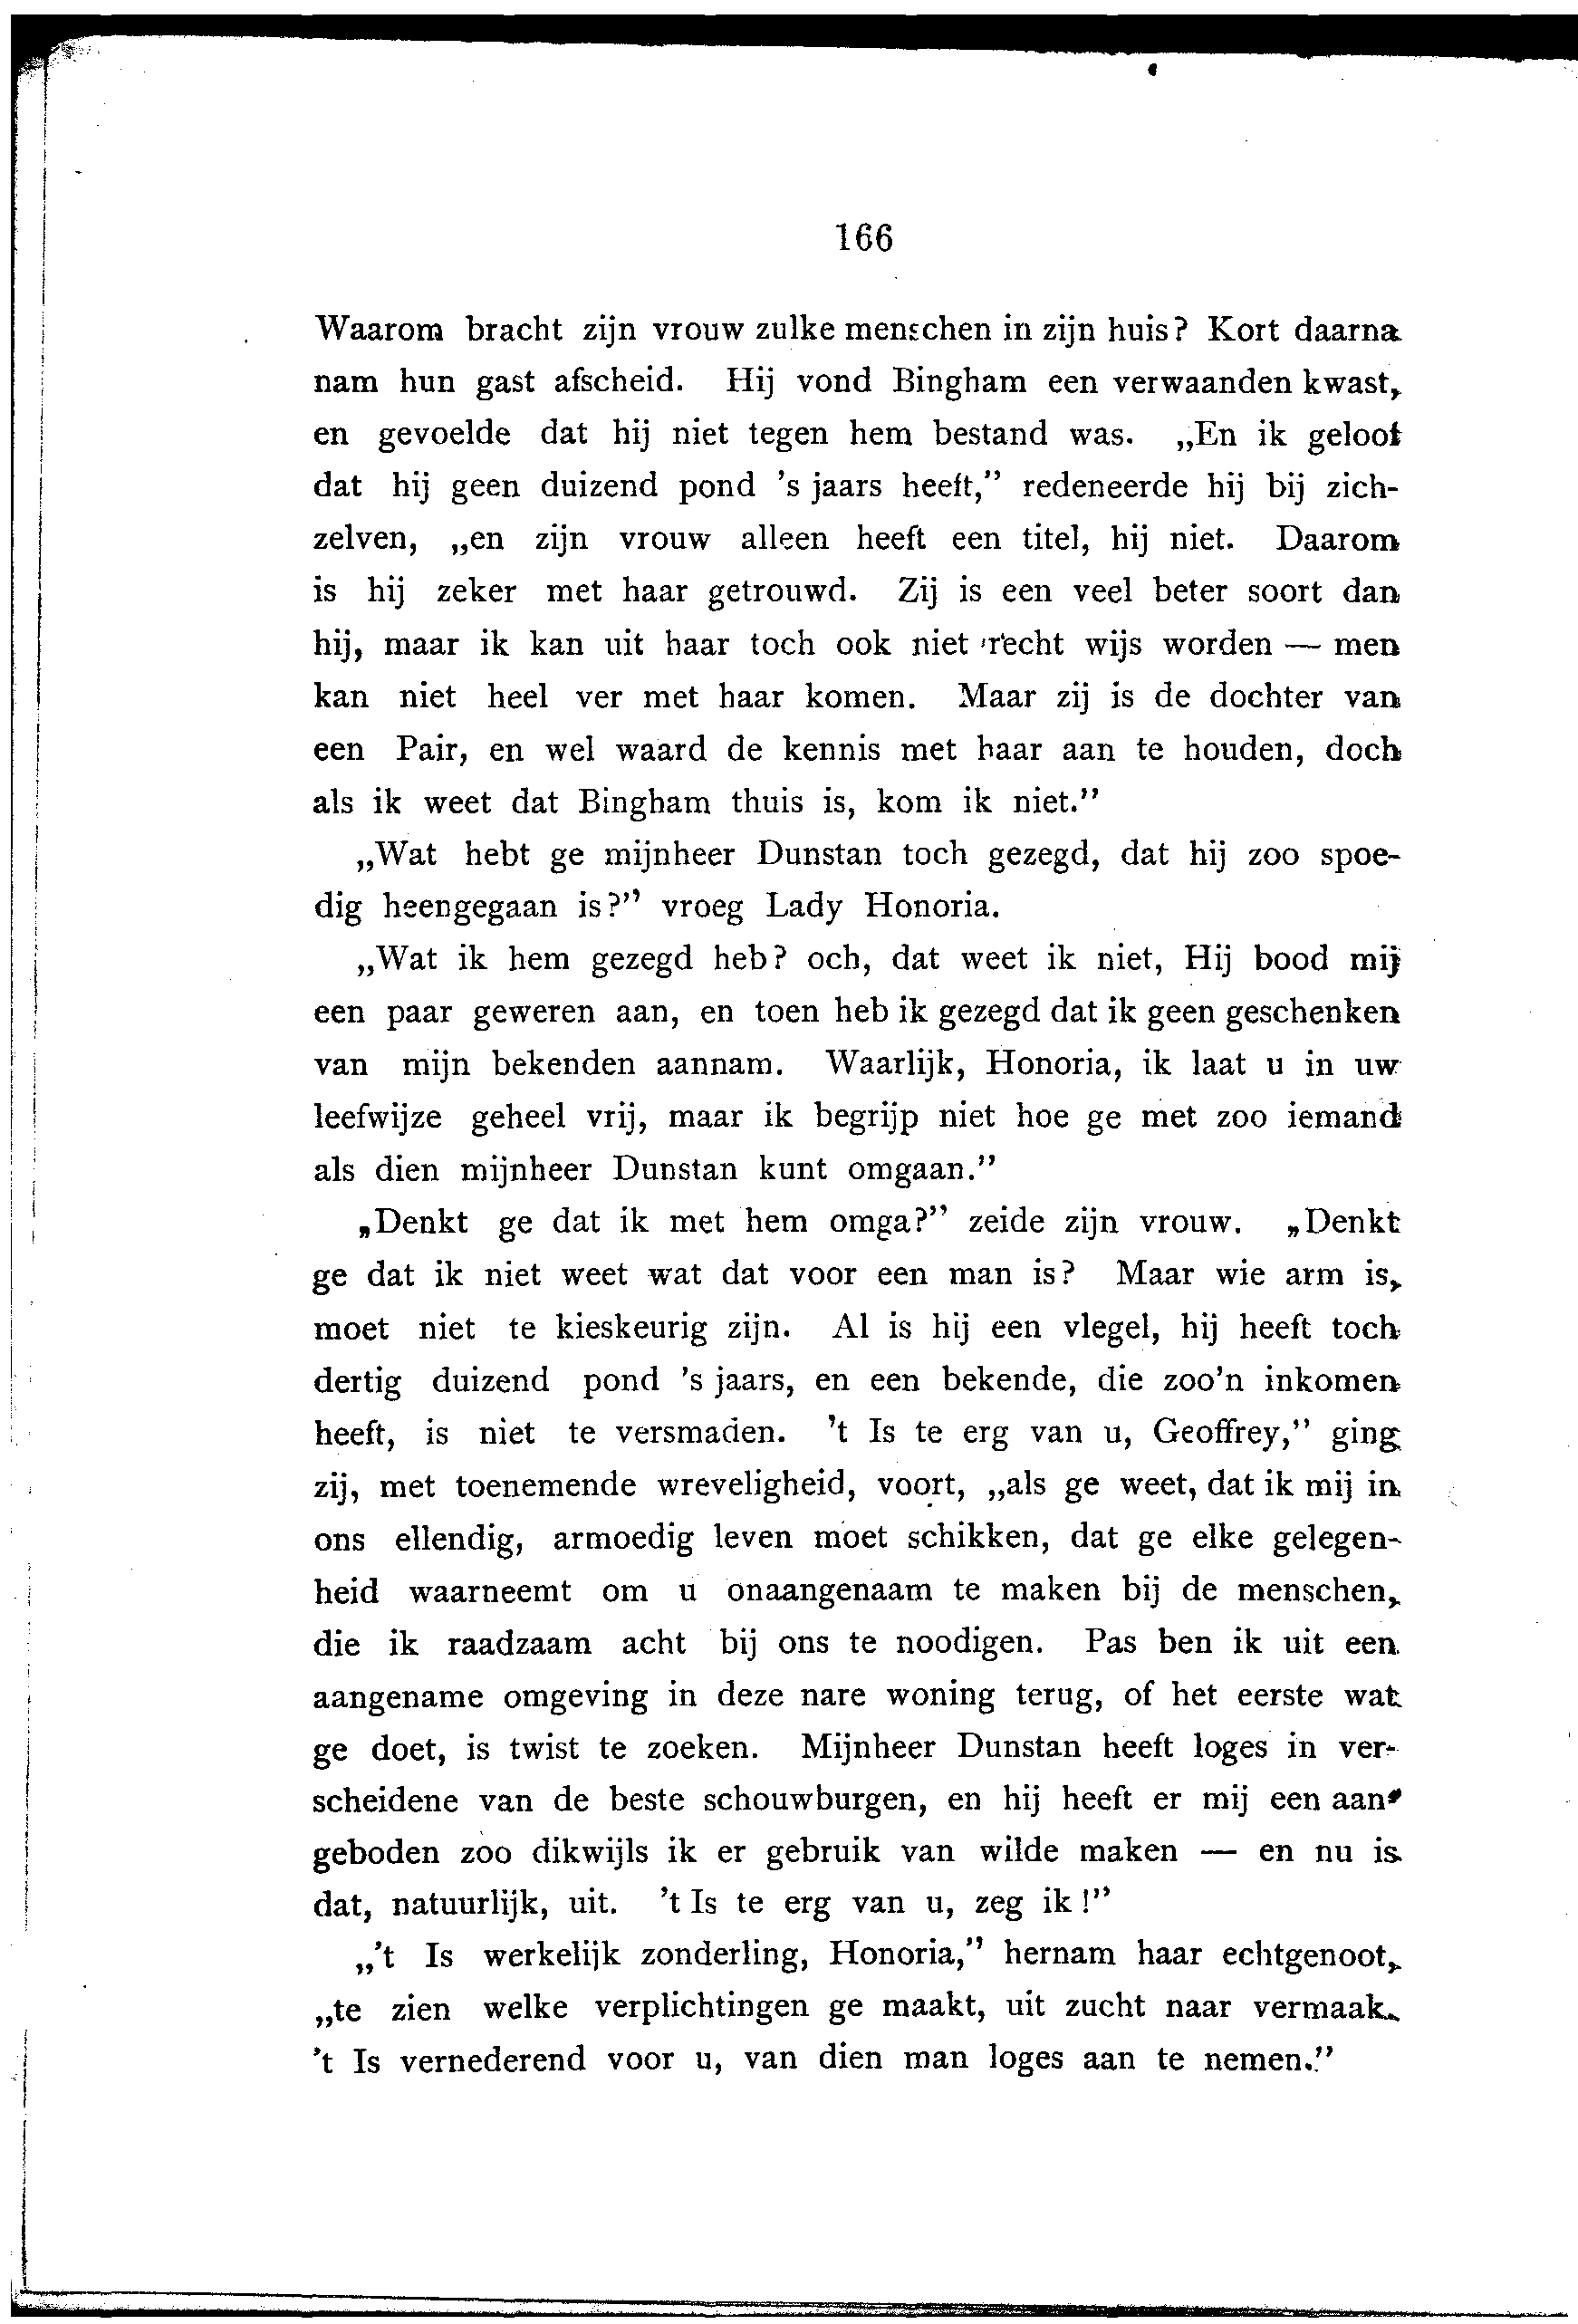 166
Waarom bracht zijn vrouw zulke menschen in zijn huis? Kort daarna
nam hun gast afscheid. Hij vond Bingham een verwaanden kwast,
en gevoelde dat hij niet tegen hem bestand was. „En ik geloof
dat hij geen duizend pond 's jaars heeft,” redeneerde hij bij zich-
zelven, „en zijn vrouw alleen heeft een titel, hij niet. Daarom
is hij zeker met haar getrouwd. Zij is een veel beter soort dan
hij, maar ik kan uit haar toch ook niet recht wijs worden — men
kan niet heel ver met haar komen. Maar zij is de dochter van
een Pair, en wel waard de kennis met haar aan te houden, doch
als ik weet dat Bingham thuis is, kom ik niet.”
„Wat hebt ge mijnheer Dunstan toch gezegd, dat hij zoo spoe-
dig heengegaan is?” vroeg Lady Honoria.
„Wat ik hem gezegd heb? och, dat weet ik niet, Hij bood mij
een paar geweren aan, en toen heb ik gezegd dat ik geen geschenken
van mijn bekenden aannam. Waarlijk, Honoria, ik laat u in uw
leefwijze geheel vrij, maar ik begrijp niet hoe ge met zoo iemand
als dien mijnheer Dunstan kunt omgaan.”
„Denkt ge dat ik met hem omga?” zeide zijn vrouw. „Denkt
ge dat ik niet weet wat dat voor een man is? Maar wie arm is,
moet niet te kieskeurig zijn. Al is hij een vlegel, hij heeft toch
dertig duizend pond 's jaars, en een bekende, die zoo'n inkomen
heeft, is niet te versmaden. 't Is te erg van u, Geoffrey,” ging
zij, met toenemende wreveligheid, voort, „als ge weet, dat ik mij in
ons ellendig, armoedig leven moet schikken, dat ge elke gelegen-
heid waarneemt om u onaangenaam te maken bij de menschen,
die ik raadzaam acht bij ons te noodigen. Pas ben ik uit een
aangename omgeving in deze nare woning terug, of het eerste wat
ge doet, is twist te zoeken. Mijnheer Dunstan heeft loges in ver-
scheidene van de beste schouwburgen, en hij heeft er mij een aan-
geboden zoo dikwijls ik er gebruik van wilde maken — en nu is
dat, natuurlijk, uit. 't Is te erg van u, zeg ik!”
„'t Is werkelijk zonderling, Honoria,” hernam haar echtgenoot,
„te zien welke verplichtingen ge maakt, uit zucht naar vermaak.
't Is vernederend voor u, van dien man loges aan te nemen.”